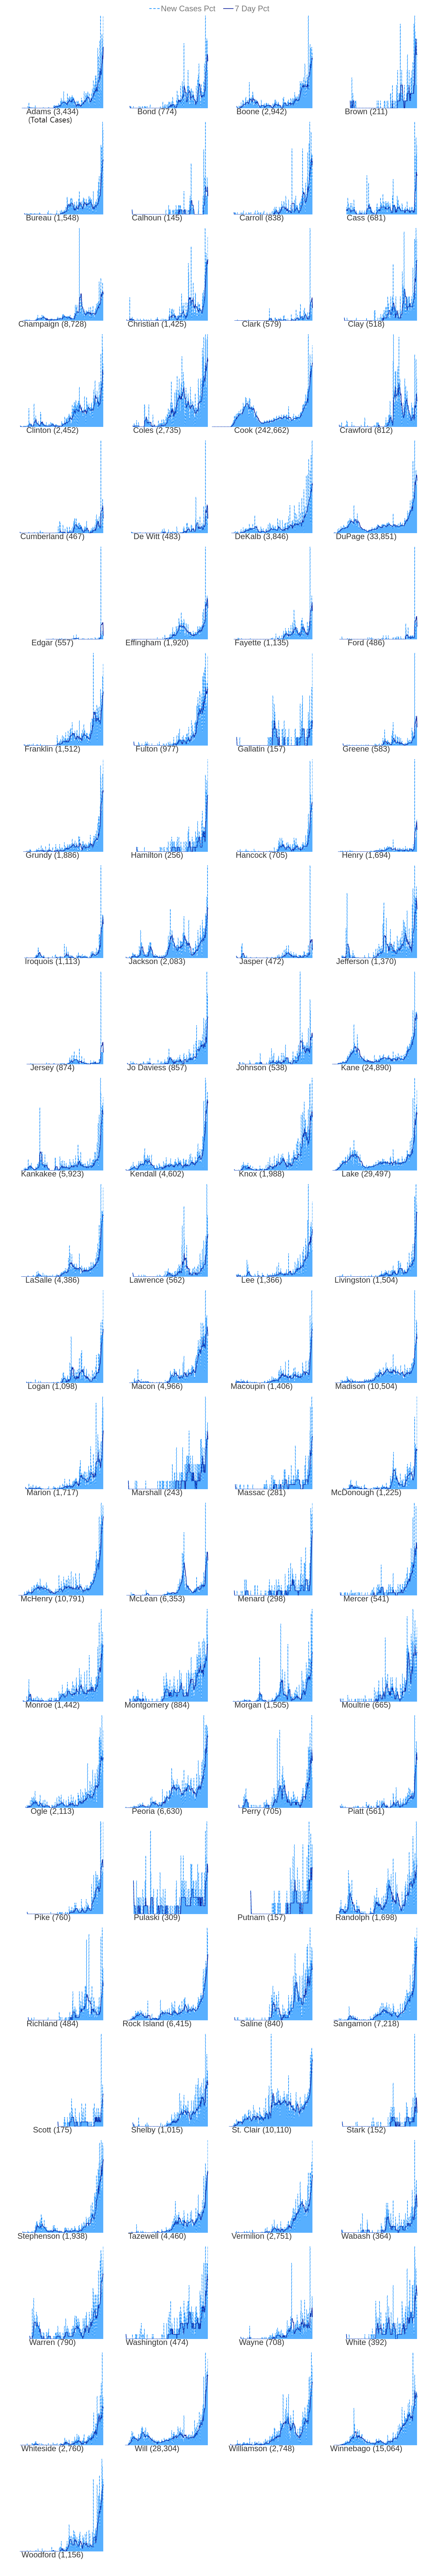 New Cases Pct 7 Day Pct
Adams (3,434) Bond (774) Boone (2,942) Brown (211)
(Total Cases)
Bureau (1,548) Calhoun (145) Carroll (838) Cass (681)
Champaign (8,728) Christian (1,425) Clark (579) Clay (518)
Clinton (2,452) Coles (2,735) Cook (242,662) Crawford (812)
Cumberland (467) De Witt (483) DeKalb (3,846) DuPage (33,851)
Edgar (557) Effingham (1,920) Fayette (1,135) Ford (486)
Franklin (1,512) Fulton (977) Gallatin (157) Greene (583)
Grundy (1,886) Hamilton (256) Hancock (705) Henry (1,694)
Iroquois (1,113) Jackson (2,083) Jasper (472) Jefferson (1,370)
Jersey (874) Jo Daviess (857) Johnson (538) Kane (24,890)
Kankakee (5,923) Kendall (4,602) Knox (1,988) Lake (29,497)
LaSalle (4,386) Lawrence (562) Lee (1,366) Livingston (1,504)
Logan (1,098) Macon (4,966) Macoupin (1,406) Madison (10,504)
Marion (1,717) Marshall (243) Massac (281) McDonough (1,225)
McHenry (10,791) McLean (6,353) Menard (298) Mercer (541)
Monroe (1,442) Montgomery (884) Morgan (1,505) Moultrie (665)
Ogle (2,113) Peoria (6,630) Perry (705) Piatt (561)
Pike (760) Pulaski (309) Putnam (157) Randolph (1,698)
Richland (484) Rock Island (6,415) Saline (840) Sangamon (7,218)
Scott (175) Shelby (1,015) St. Clair (10,110) Stark (152)
Stephenson (1,938) Tazewell (4,460) Vermilion (2,751) Wabash (364)
Warren (790) Washington (474) Wayne (708) White (392)
Whiteside (2,760) Will (28,304) Williamson (2,748) Winnebago (15,064)
Woodford (1,156)